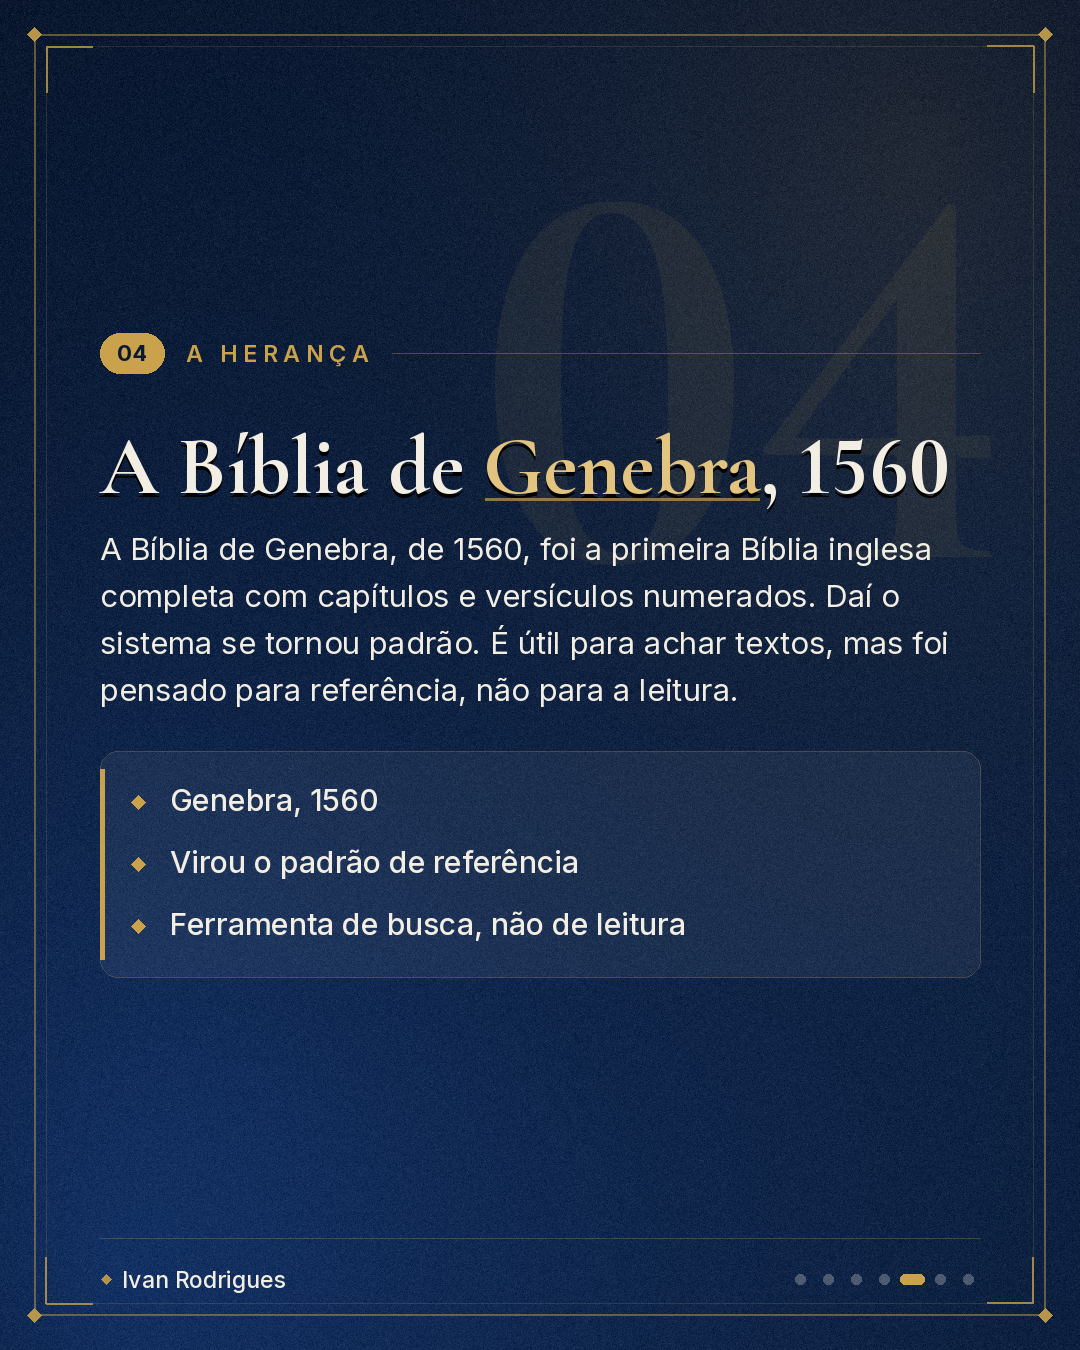 04
04 A HERANÇA
A Bíblia de Genebra, 1560
A Bíblia de Genebra, de 1560, foi a primeira Bíblia inglesa
completa com capítulos e versículos numerados. Daí o
sistema se tornou padrão. É útil para achar textos, mas foi
pensado para referência, não para a leitura.
Genebra, 1560
Virou o padrão de referência
Ferramenta de busca, não de leitura
Ivan Rodrigues